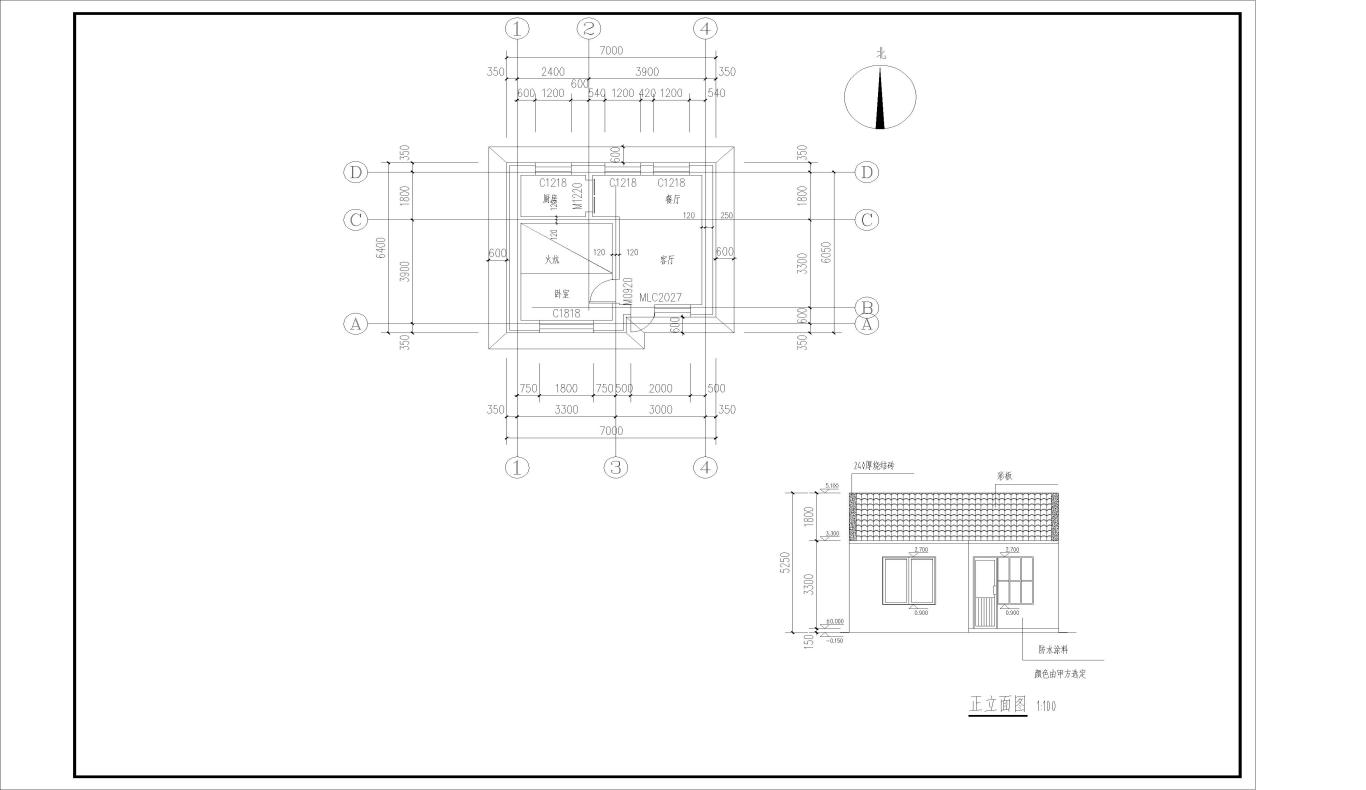 1 2 4
北
7000
350 2400 3900 350
600
600 1200 540 1200 420 1200 540
D 350 600 350 D
C1218 C1218 C1218
1800 厨房 M1220 餐厅 1800
120
C 120 250 C
120
6400 600 120 120 600 6050
3900 火炕 客厅 3300
卧室 M0920 MLC2027
B
C1818 600 600
A A
350 350
750 1800 750 500 2000 500
350 3300 3000 350
7000
1 3 4
240厚烧结砖
彩板
5.100
1800
3.300
2.700 2.700
5250
3300
0.900 0.900
±0.000
150 -0.150
防水涂料
颜色由甲方选定
正立面图 1:100